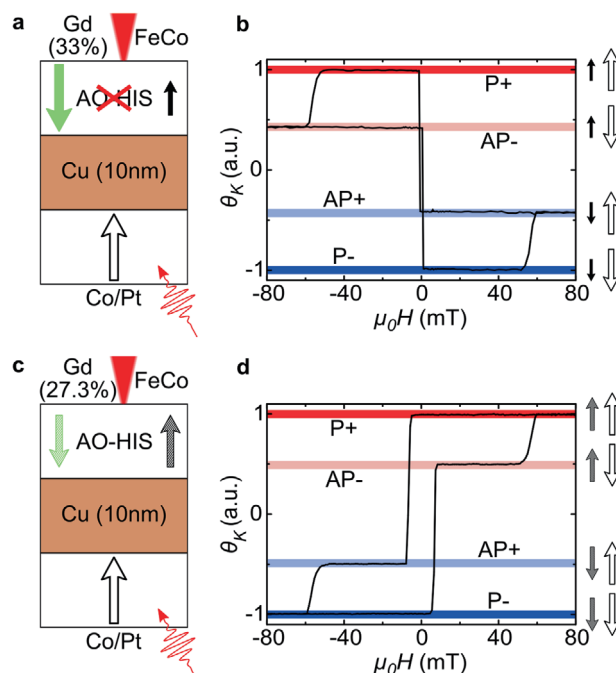 a
Gd
(33%)
FeCo
AO-HIS
Cu (10nm)
Co/Pt
b
1
0
-1
θK (a.u.)
P+
AP-
AP+
P-
-80 -40 0 40 80
μ0H (mT)
c
Gd
(27.3%)
FeCo
AO-HIS
Cu (10nm)
Co/Pt
d
1
0
-1
θK (a.u.)
P+
AP-
AP+
P-
-80 -40 0 40 80
μ0H (mT)